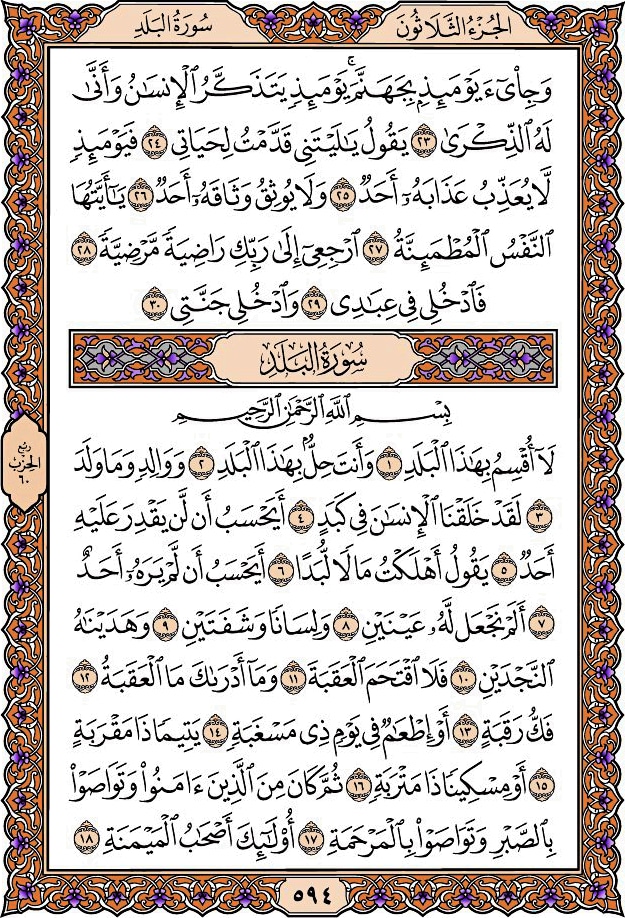 الجُزْءُ الثَّلَاثُونَ
سُورَةُ البَلَدِ
وَجِاْيٓءَ يَوْمَئِذِۭ بِجَهَنَّمَۚ يَوْمَئِذٖ يَتَذَكَّرُ ٱلْإِنسَٰنُ وَأَنَّىٰ
لَهُ ٱلذِّكْرَىٰ ٢٣ يَقُولُ يَٰلَيْتَنِي قَدَّمْتُ لِحَيَاتِي ٢٤ فَيَوْمَئِذٖ
لَّا يُعَذِّبُ عَذَابَهُۥٓ أَحَدٞ ٢٥ وَلَا يُوثِقُ وَثَاقَهُۥٓ أَحَدٞ ٢٦ يَٰٓأَيَّتُهَا
ٱلنَّفْسُ ٱلْمُطْمَئِنَّةُ ٢٧ ٱرْجِعِيٓ إِلَىٰ رَبِّكِ رَاضِيَةٗ مَّرْضِيَّةٗ ٢٨
فَٱدْخُلِي فِي عِبَٰدِي ٢٩ وَٱدْخُلِي جَنَّتِي ٣٠
سُورَةُ البَلَدِ
بِسْمِ ٱللَّهِ ٱلرَّحْمَٰنِ ٱلرَّحِيمِ
لَآ أُقْسِمُ بِهَٰذَا ٱلْبَلَدِ ١ وَأَنتَ حِلُّۢ بِهَٰذَا ٱلْبَلَدِ ٢ وَوَالِدٖ وَمَا وَلَدَ
٣ لَقَدْ خَلَقْنَا ٱلْإِنسَٰنَ فِي كَبَدٍ ٤ أَيَحْسَبُ أَن لَّن يَقْدِرَ عَلَيْهِ
أَحَدٞ ٥ يَقُولُ أَهْلَكْتُ مَالٗا لُّبَدًا ٦ أَيَحْسَبُ أَن لَّمْ يَرَهُۥٓ أَحَدٌ
٧ أَلَمْ نَجْعَل لَّهُۥ عَيْنَيْنِ ٨ وَلِسَانٗا وَشَفَتَيْنِ ٩ وَهَدَيْنَٰهُ
ٱلنَّجْدَيْنِ ١٠ فَلَا ٱقْتَحَمَ ٱلْعَقَبَةَ ١١ وَمَآ أَدْرَىٰكَ مَا ٱلْعَقَبَةُ ١٢
فَكُّ رَقَبَةٍ ١٣ أَوْ إِطْعَٰمٞ فِي يَوْمٖ ذِي مَسْغَبَةٖ ١٤ يَتِيمٗا ذَا مَقْرَبَةٍ
١٥ أَوْ مِسْكِينٗا ذَا مَتْرَبَةٖ ١٦ ثُمَّ كَانَ مِنَ ٱلَّذِينَ ءَامَنُواْ وَتَوَاصَوْاْ
بِٱلصَّبْرِ وَتَوَاصَوْاْ بِٱلْمَرْحَمَةِ ١٧ أُوْلَٰٓئِكَ أَصْحَٰبُ ٱلْمَيْمَنَةِ ١٨
ربع
الحزب
٦٠
٥٩٤